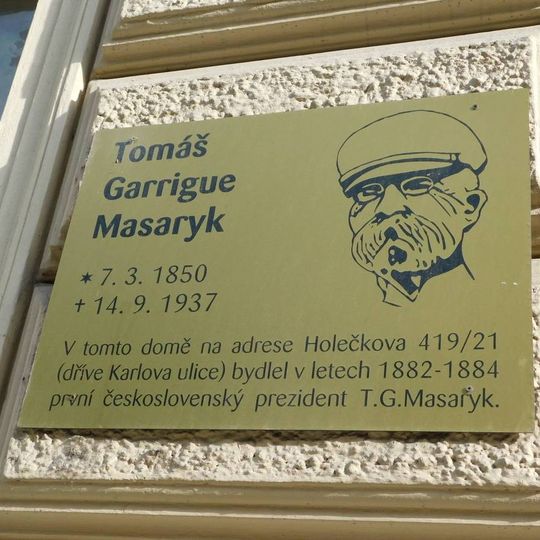 Tomáš
Garrigue
Masaryk
✶ 7. 3. 1850
✝ 14. 9. 1937
V tomto domě na adrese Holečkova 419/21
(dříve Karlova ulice) bydlel v letech 1882-1884
první československý prezident T.G.Masaryk.